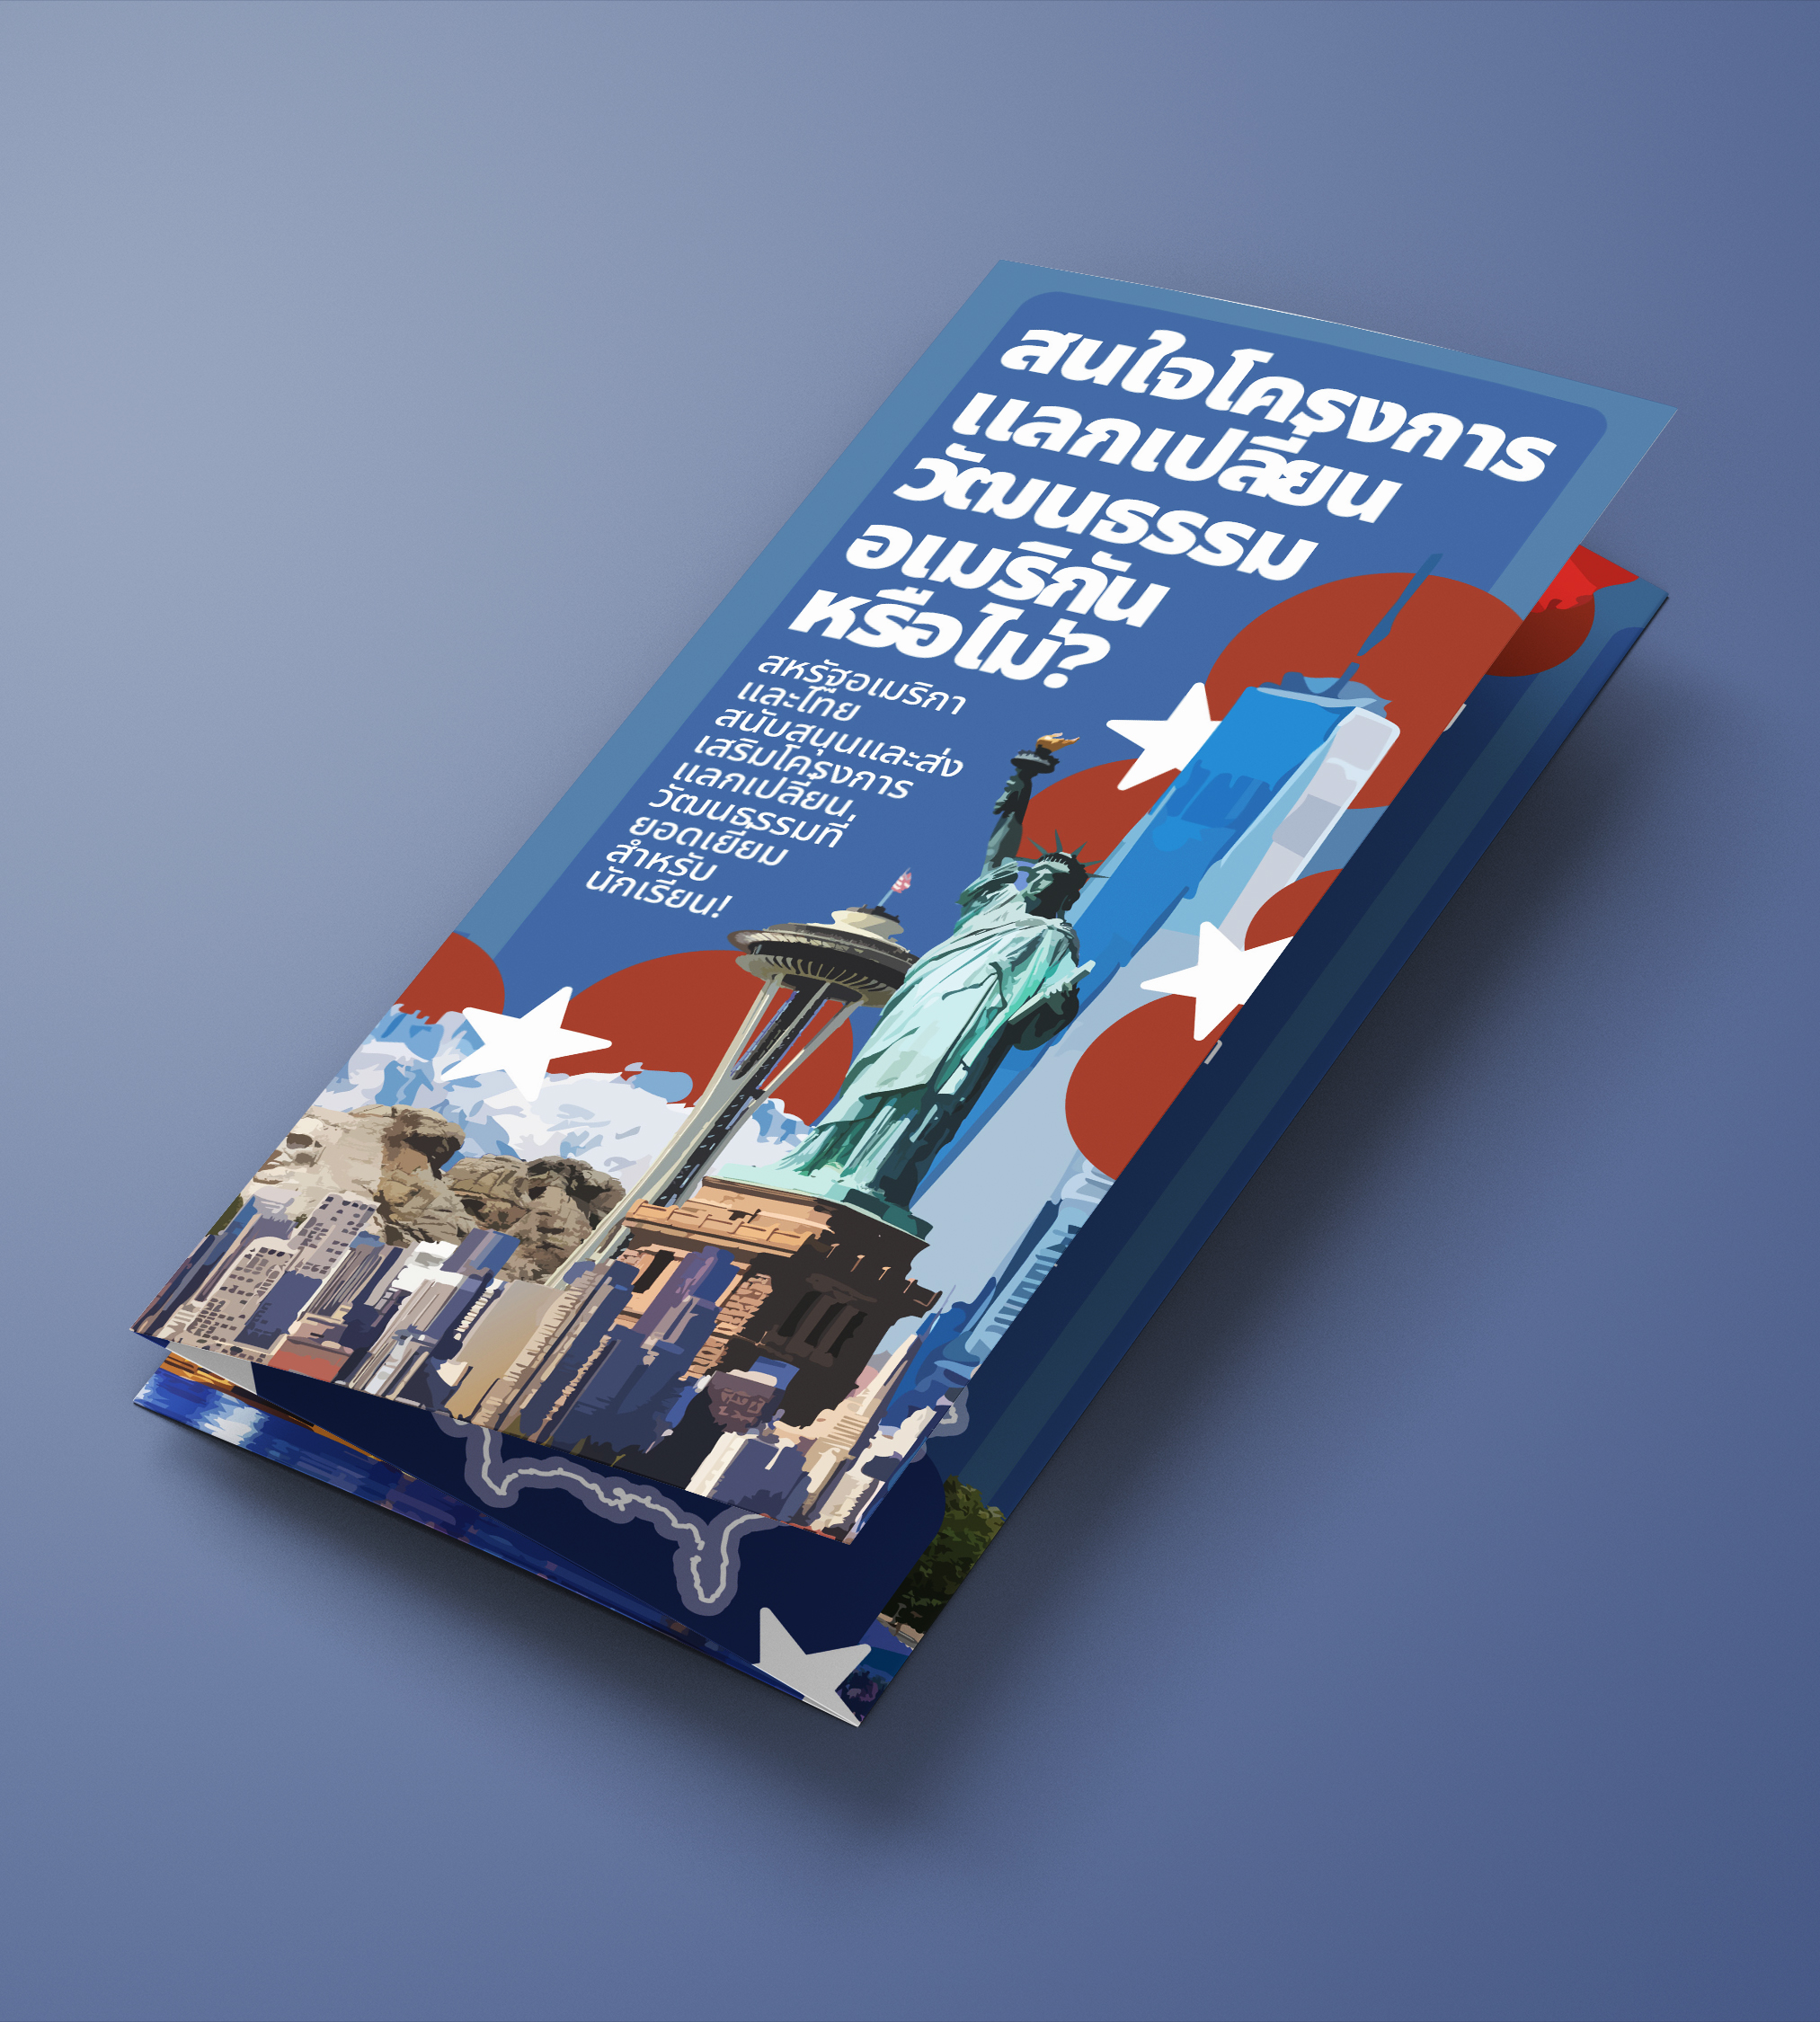 สนใจโครงการ
แลกเปลี่ยน
วัฒนธรรม
อเมริกัน
หรือไม่?
สหรัฐอเมริกา
และไทย
สนับสนุนและส่ง
เสริมโครงการ
แลกเปลี่ยน
วัฒนธรรมที่
ยอดเยี่ยม
สำหรับ
นักเรียน!